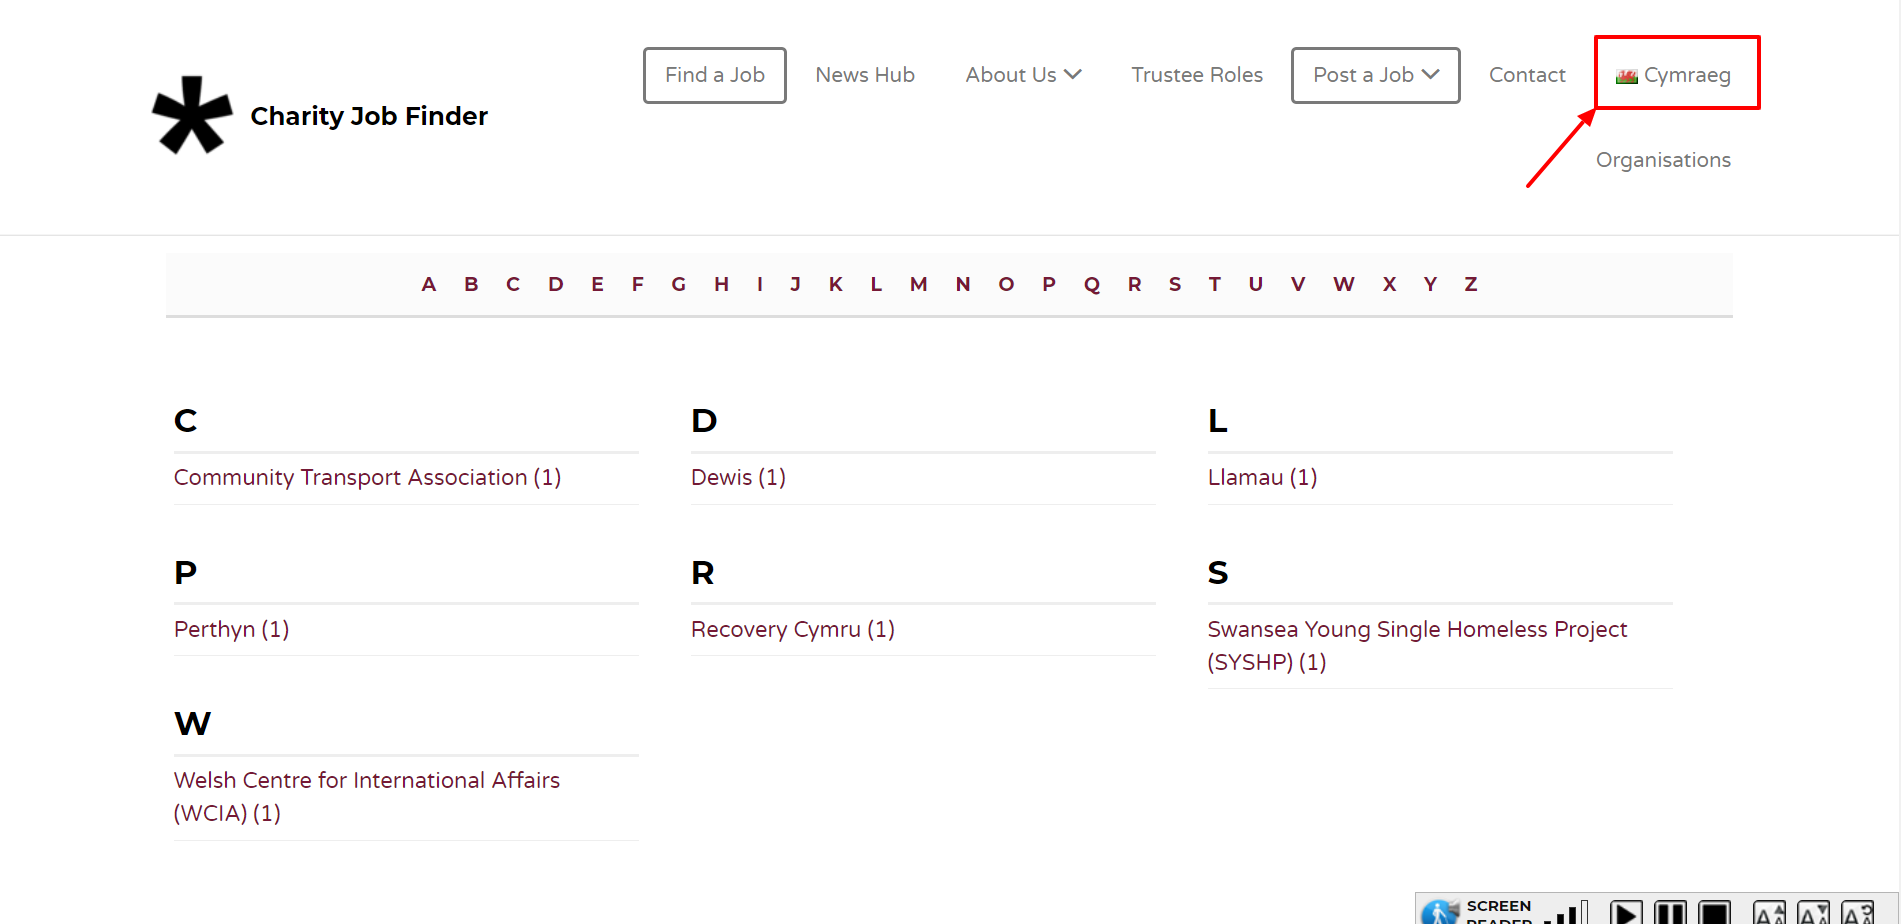 Find a Job News Hub About Us Trustee Roles Post a Job Contact Cymraeg
Charity Job Finder
Organisations
A B C D E F G H I J K L M N O P Q R S T U V W X Y Z
C
Community Transport Association (1)
D
Dewis (1)
L
Llamau (1)
P
Perthyn (1)
R
Recovery Cymru (1)
S
Swansea Young Single Homeless Project
(SYSHP) (1)
W
Welsh Centre for International Affairs
(WCIA) (1)
SCREEN
READER
A A A A A A